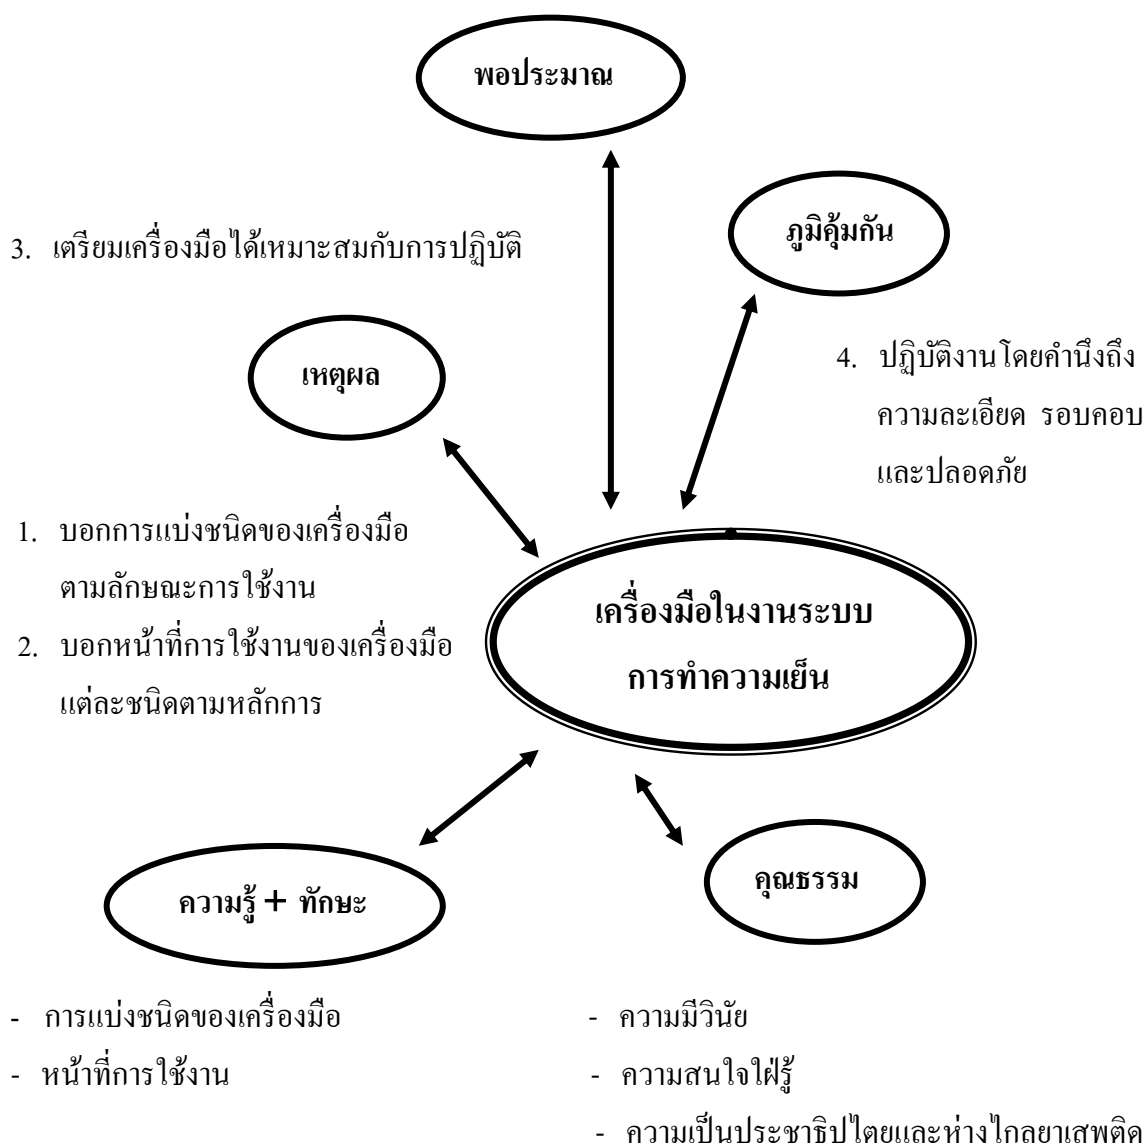 พอประมาณ
ภูมิคุ้มกัน
3. เตรียมเครื่องมือได้เหมาะสมกับการปฏิบัติ
เหตุผล
4. ปฏิบัติงานโดยคำนึงถึง
ความละเอียด รอบคอบ
และปลอดภัย
1. บอกการแบ่งชนิดของเครื่องมือ
ตามลักษณะการใช้งาน
2. บอกหน้าที่การใช้งานของเครื่องมือ
แต่ละชนิดตามหลักการ
เครื่องมือในงานระบบ
การทำความเย็น
ความรู้ + ทักษะ
คุณธรรม
- การแบ่งชนิดของเครื่องมือ
- หน้าที่การใช้งาน
- ความมีวินัย
- ความสนใจใฝ่รู้
- ความเป็นประชาธิปไตยและห่างไกลยาเสพติด